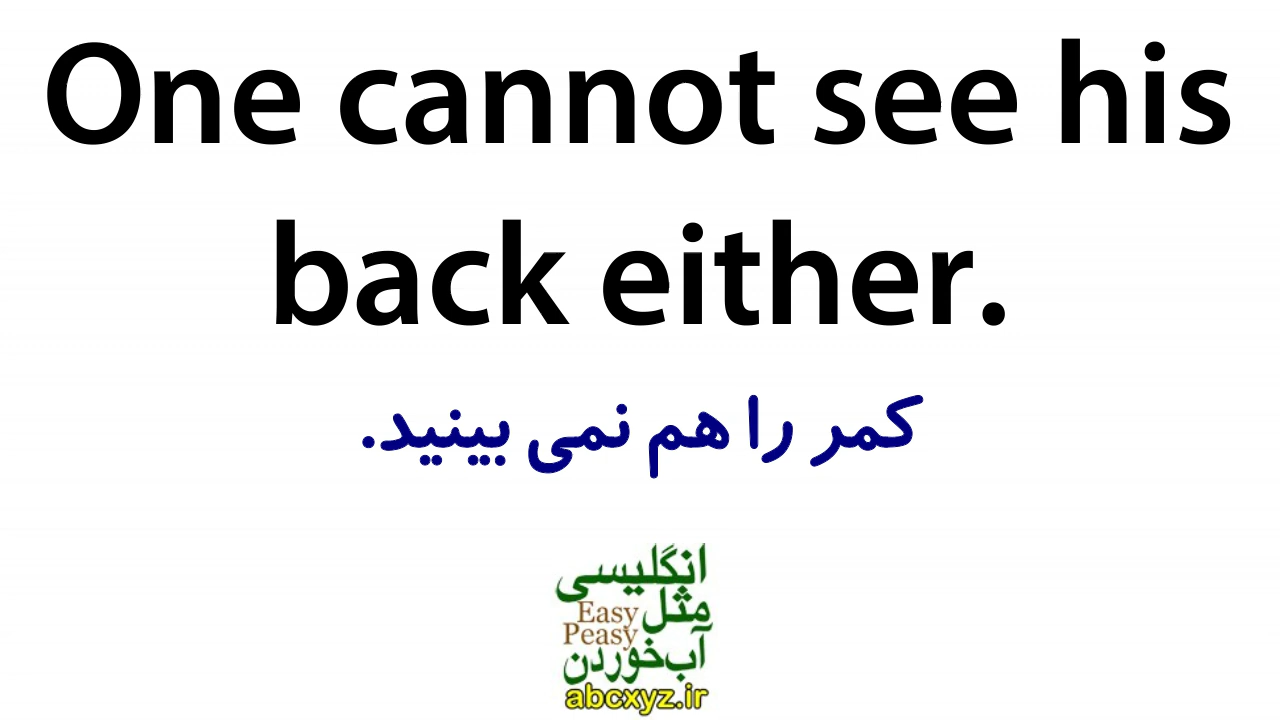 One cannot see his
back either.
کمر را هم نمی بینید.
انگلیسی
مثل
Easy
Peasy
آب‌خوردن
abcxyz.ir